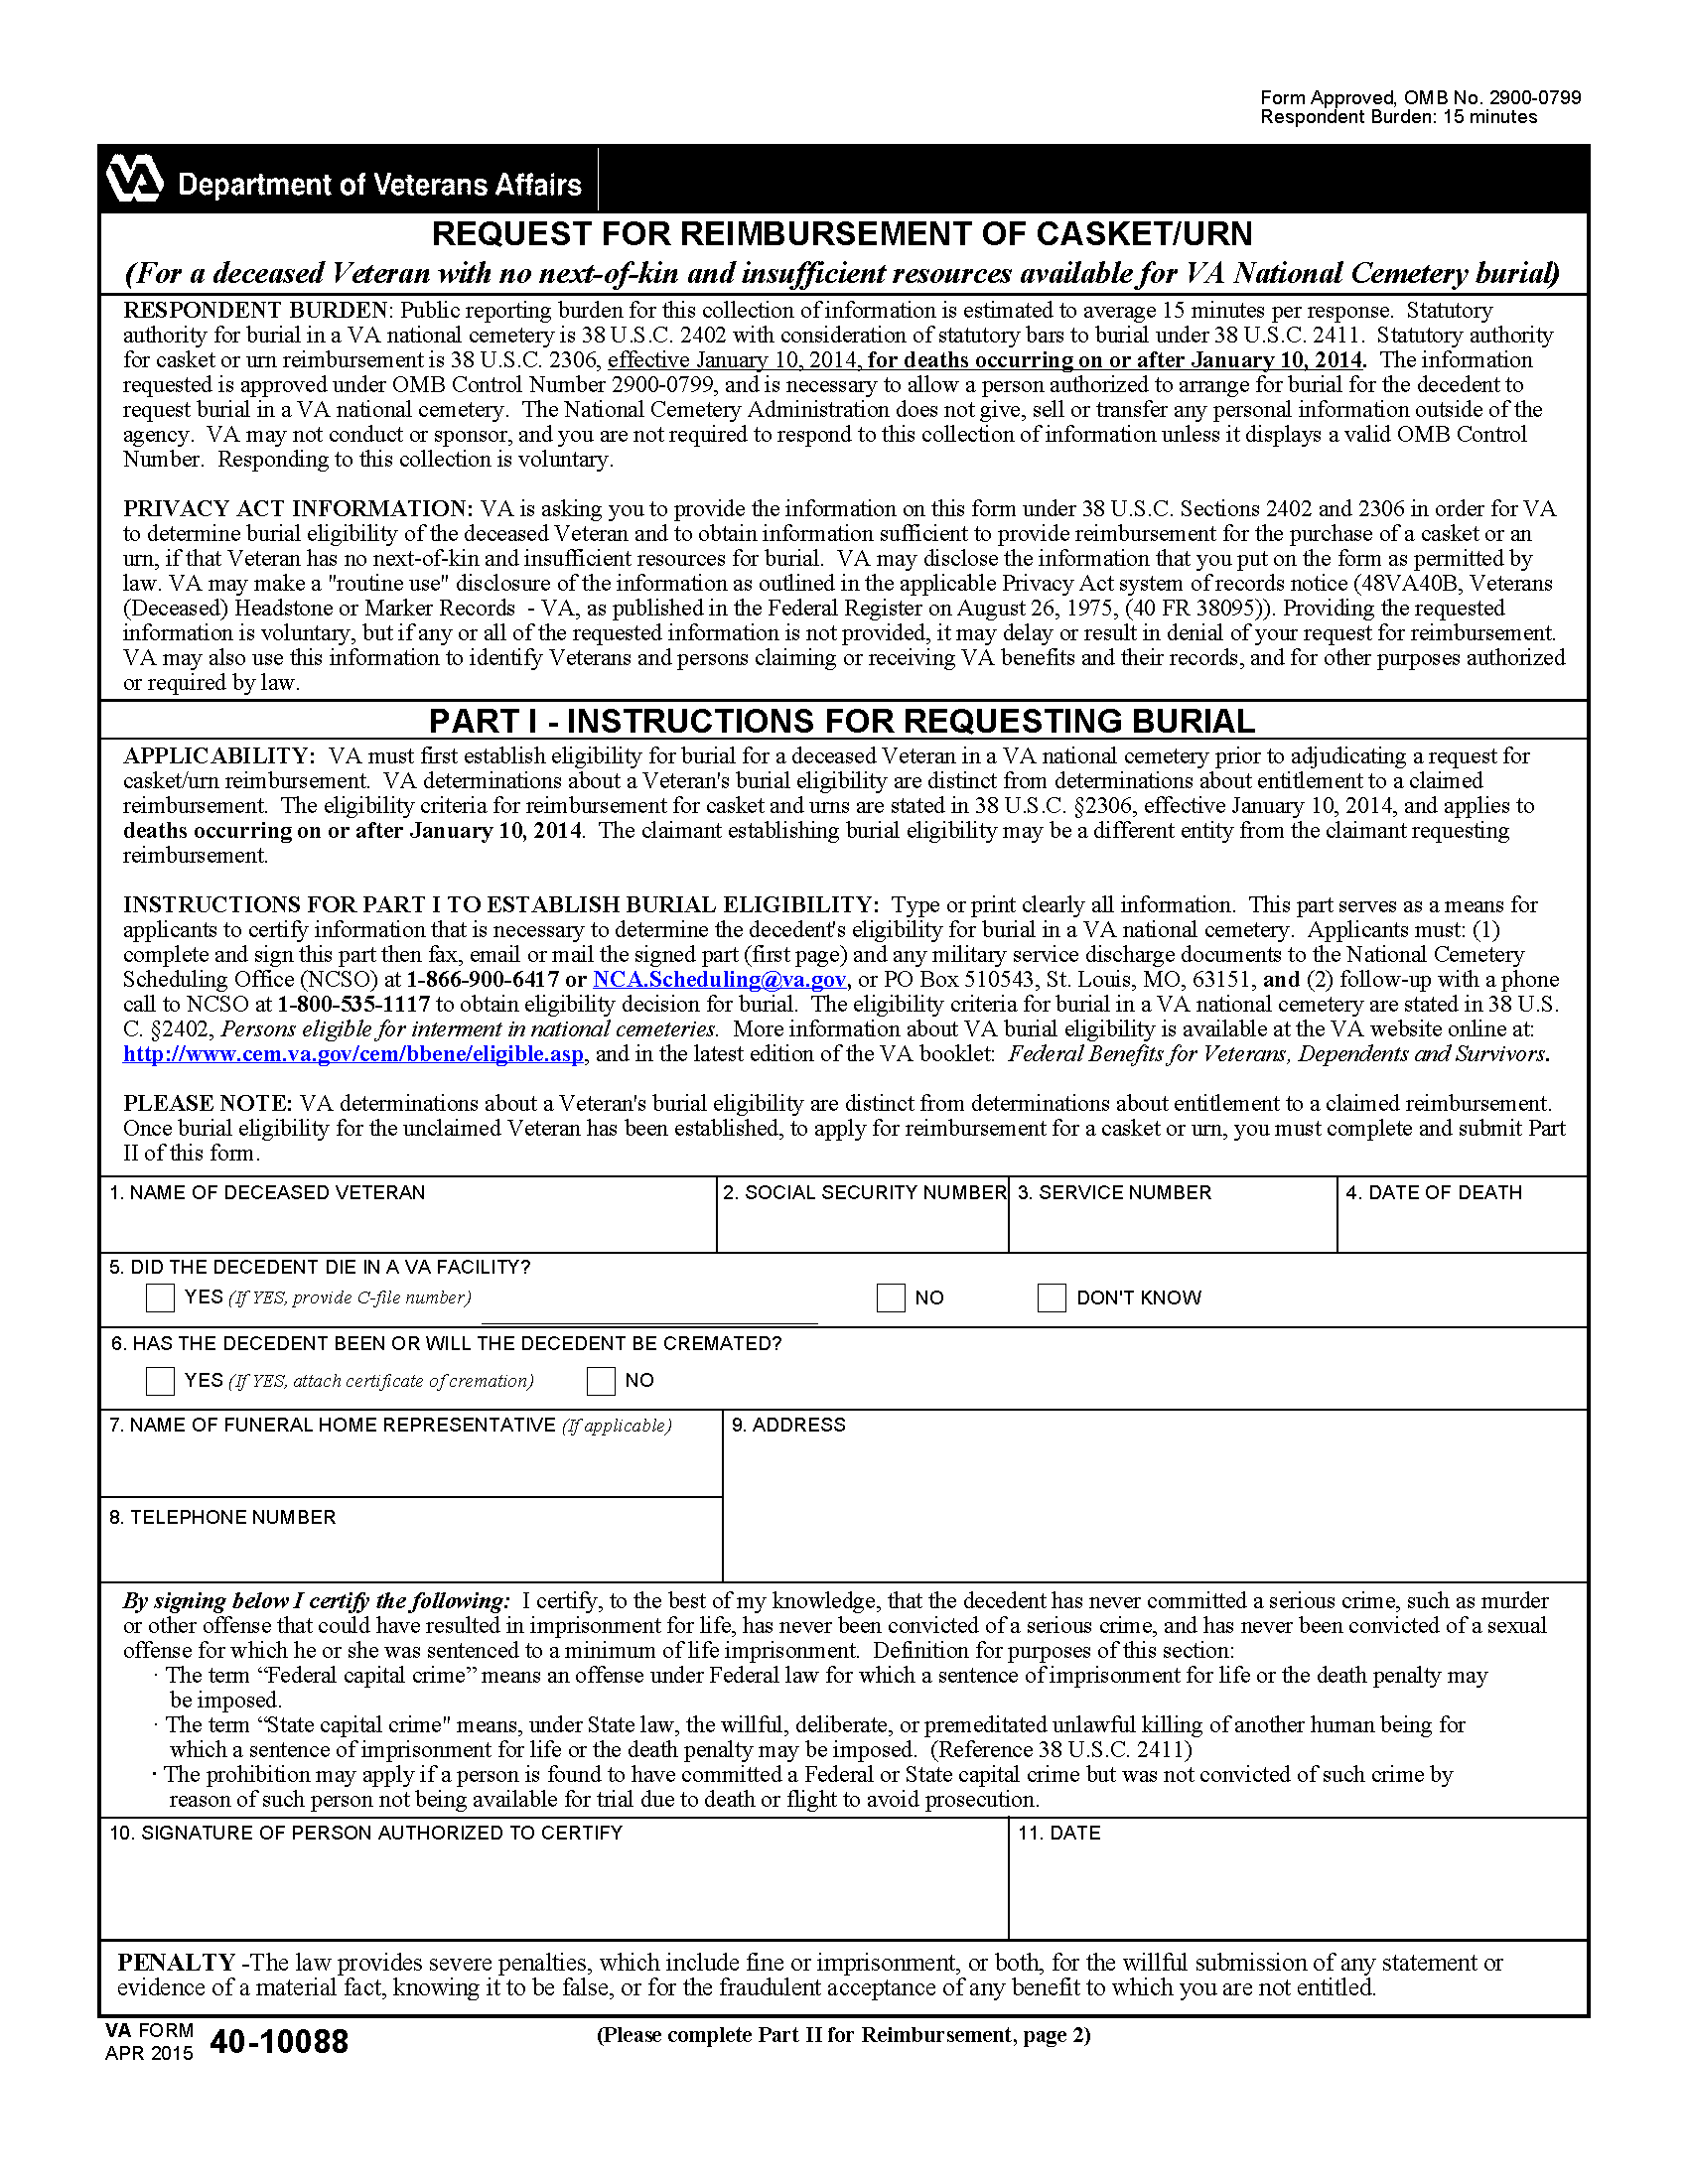 Form Approved, OMB No. 2900-0799
Respondent Burden: 15 minutes
VA Department of Veterans Affairs
REQUEST FOR REIMBURSEMENT OF CASKET/URN
(For a deceased Veteran with no next-of-kin and insufficient resources available for VA National Cemetery burial)
RESPONDENT BURDEN: Public reporting burden for this collection of information is estimated to average 15 minutes per response. Statutory
authority for burial in a VA national cemetery is 38 U.S.C. 2402 with consideration of statutory bars to burial under 38 U.S.C. 2411. Statutory authority
for casket or urn reimbursement is 38 U.S.C. 2306, effective January 10, 2014, for deaths occurring on or after January 10, 2014. The information
requested is approved under OMB Control Number 2900-0799, and is necessary to allow a person authorized to arrange for burial for the decedent to
request burial in a VA national cemetery. The National Cemetery Administration does not give, sell or transfer any personal information outside of the
agency. VA may not conduct or sponsor, and you are not required to respond to this collection of information unless it displays a valid OMB Control
Number. Responding to this collection is voluntary.
PRIVACY ACT INFORMATION: VA is asking you to provide the information on this form under 38 U.S.C. Sections 2402 and 2306 in order for VA
to determine burial eligibility of the deceased Veteran and to obtain information sufficient to provide reimbursement for the purchase of a casket or an
urn, if that Veteran has no next-of-kin and insufficient resources for burial. VA may disclose the information that you put on the form as permitted by
law. VA may make a "routine use" disclosure of the information as outlined in the applicable Privacy Act system of records notice (48VA40B, Veterans
(Deceased) Headstone or Marker Records - VA, as published in the Federal Register on August 26, 1975, (40 FR 38095)). Providing the requested
information is voluntary, but if any or all of the requested information is not provided, it may delay or result in denial of your request for reimbursement.
VA may also use this information to identify Veterans and persons claiming or receiving VA benefits and their records, and for other purposes authorized
or required by law.
PART I - INSTRUCTIONS FOR REQUESTING BURIAL
APPLICABILITY: VA must first establish eligibility for burial for a deceased Veteran in a VA national cemetery prior to adjudicating a request for
casket/urn reimbursement. VA determinations about a Veteran's burial eligibility are distinct from determinations about entitlement to a claimed
reimbursement. The eligibility criteria for reimbursement for casket and urns are stated in 38 U.S.C. §2306, effective January 10, 2014, and applies to
deaths occurring on or after January 10, 2014. The claimant establishing burial eligibility may be a different entity from the claimant requesting
reimbursement.
INSTRUCTIONS FOR PART I TO ESTABLISH BURIAL ELIGIBILITY: Type or print clearly all information. This part serves as a means for
applicants to certify information that is necessary to determine the decedent's eligibility for burial in a VA national cemetery. Applicants must: (1)
complete and sign this part then fax, email or mail the signed part (first page) and any military service discharge documents to the National Cemetery
Scheduling Office (NCSO) at 1-866-900-6417 or NCA.Scheduling@va.gov, or PO Box 510543, St. Louis, MO, 63151, and (2) follow-up with a phone
call to NCSO at 1-800-535-1117 to obtain eligibility decision for burial. The eligibility criteria for burial in a VA national cemetery are stated in 38 U.S.
C. §2402, Persons eligible for interment in national cemeteries. More information about VA burial eligibility is available at the VA website online at:
http://www.cem.va.gov/cem/bbene/eligible.asp, and in the latest edition of the VA booklet: Federal Benefits for Veterans, Dependents and Survivors.
PLEASE NOTE: VA determinations about a Veteran's burial eligibility are distinct from determinations about entitlement to a claimed reimbursement.
Once burial eligibility for the unclaimed Veteran has been established, to apply for reimbursement for a casket or urn, you must complete and submit Part
II of this form.
1. NAME OF DECEASED VETERAN 2. SOCIAL SECURITY NUMBER 3. SERVICE NUMBER 4. DATE OF DEATH
5. DID THE DECEDENT DIE IN A VA FACILITY?
YES (If YES, provide C-file number) NO DON'T KNOW
6. HAS THE DECEDENT BEEN OR WILL THE DECEDENT BE CREMATED?
YES (If YES, attach certificate of cremation) NO
7. NAME OF FUNERAL HOME REPRESENTATIVE (If applicable) 9. ADDRESS
8. TELEPHONE NUMBER
By signing below I certify the following: I certify, to the best of my knowledge, that the decedent has never committed a serious crime, such as murder
or other offense that could have resulted in imprisonment for life, has never been convicted of a serious crime, and has never been convicted of a sexual
offense for which he or she was sentenced to a minimum of life imprisonment. Definition for purposes of this section:
· The term “Federal capital crime” means an offense under Federal law for which a sentence of imprisonment for life or the death penalty may
be imposed.
· The term “State capital crime" means, under State law, the willful, deliberate, or premeditated unlawful killing of another human being for
which a sentence of imprisonment for life or the death penalty may be imposed. (Reference 38 U.S.C. 2411)
· The prohibition may apply if a person is found to have committed a Federal or State capital crime but was not convicted of such crime by
reason of such person not being available for trial due to death or flight to avoid prosecution.
10. SIGNATURE OF PERSON AUTHORIZED TO CERTIFY 11. DATE
PENALTY -The law provides severe penalties, which include fine or imprisonment, or both, for the willful submission of any statement or
evidence of a material fact, knowing it to be false, or for the fraudulent acceptance of any benefit to which you are not entitled.
VA FORM
APR 2015 40-10088 (Please complete Part II for Reimbursement, page 2)